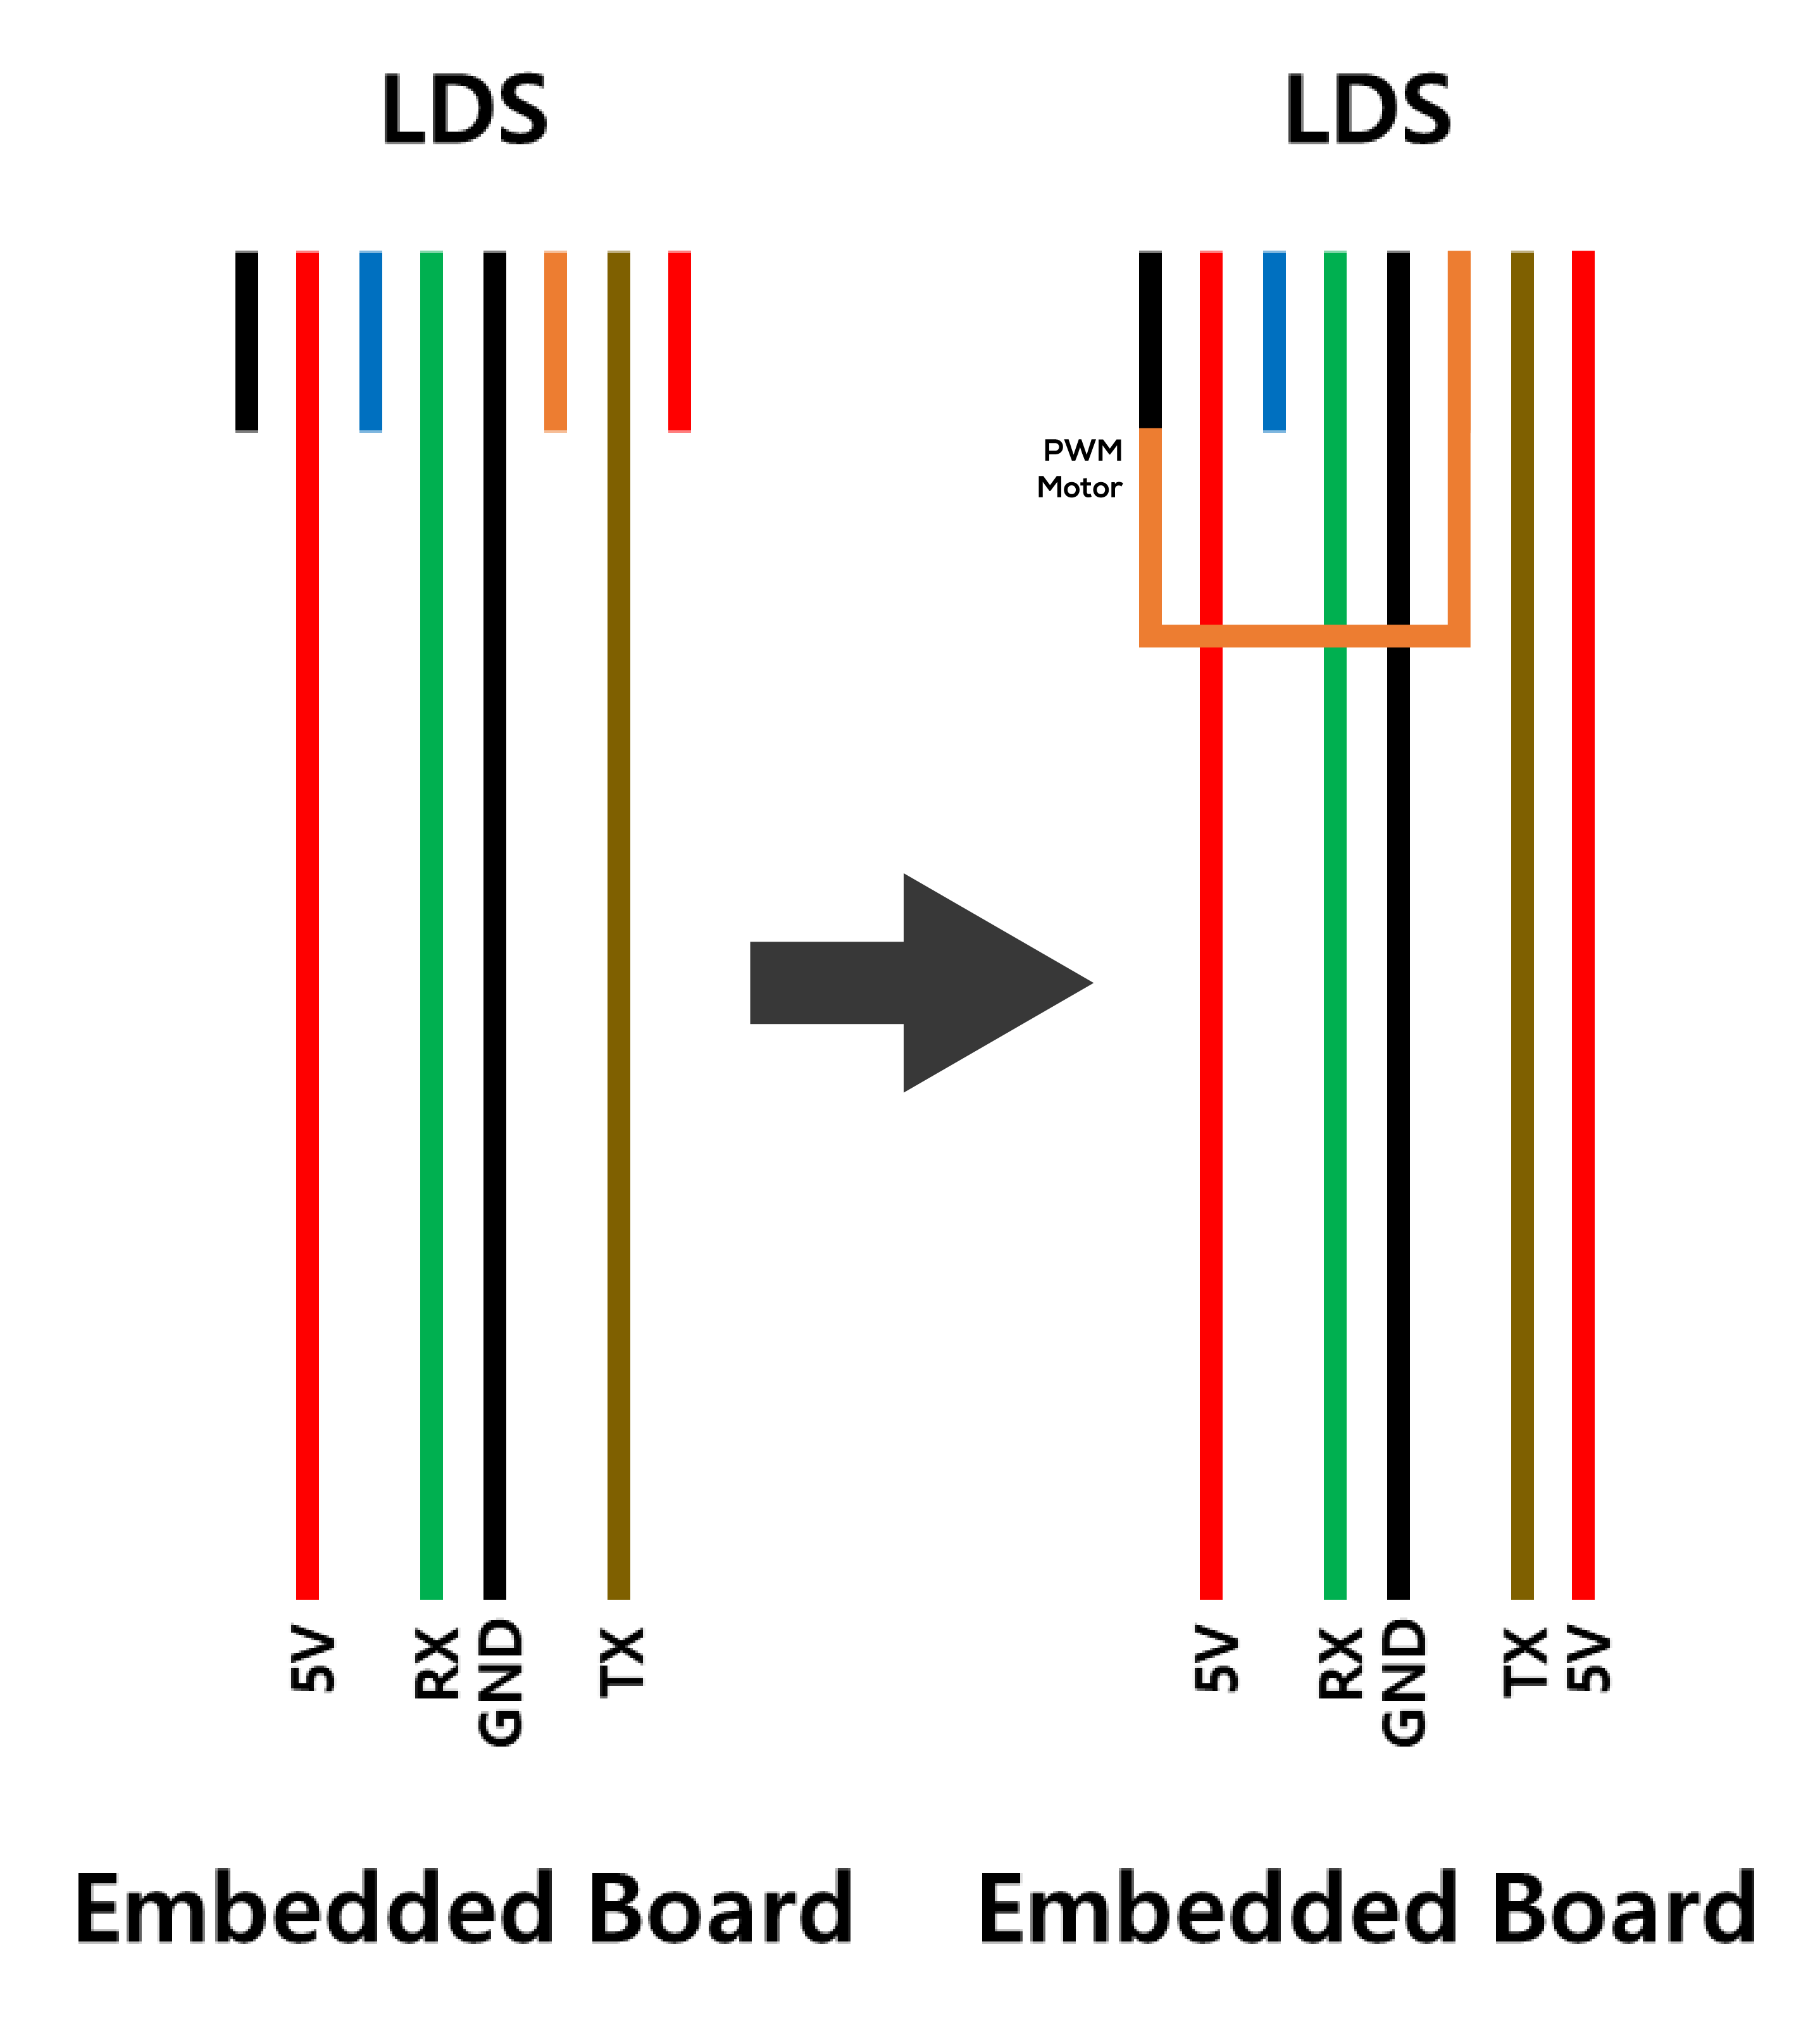 LDS
LDS
PWM
Motor
5V
RX
GND
TX
5V
RX
GND
TX
5V
Embedded Board
Embedded Board